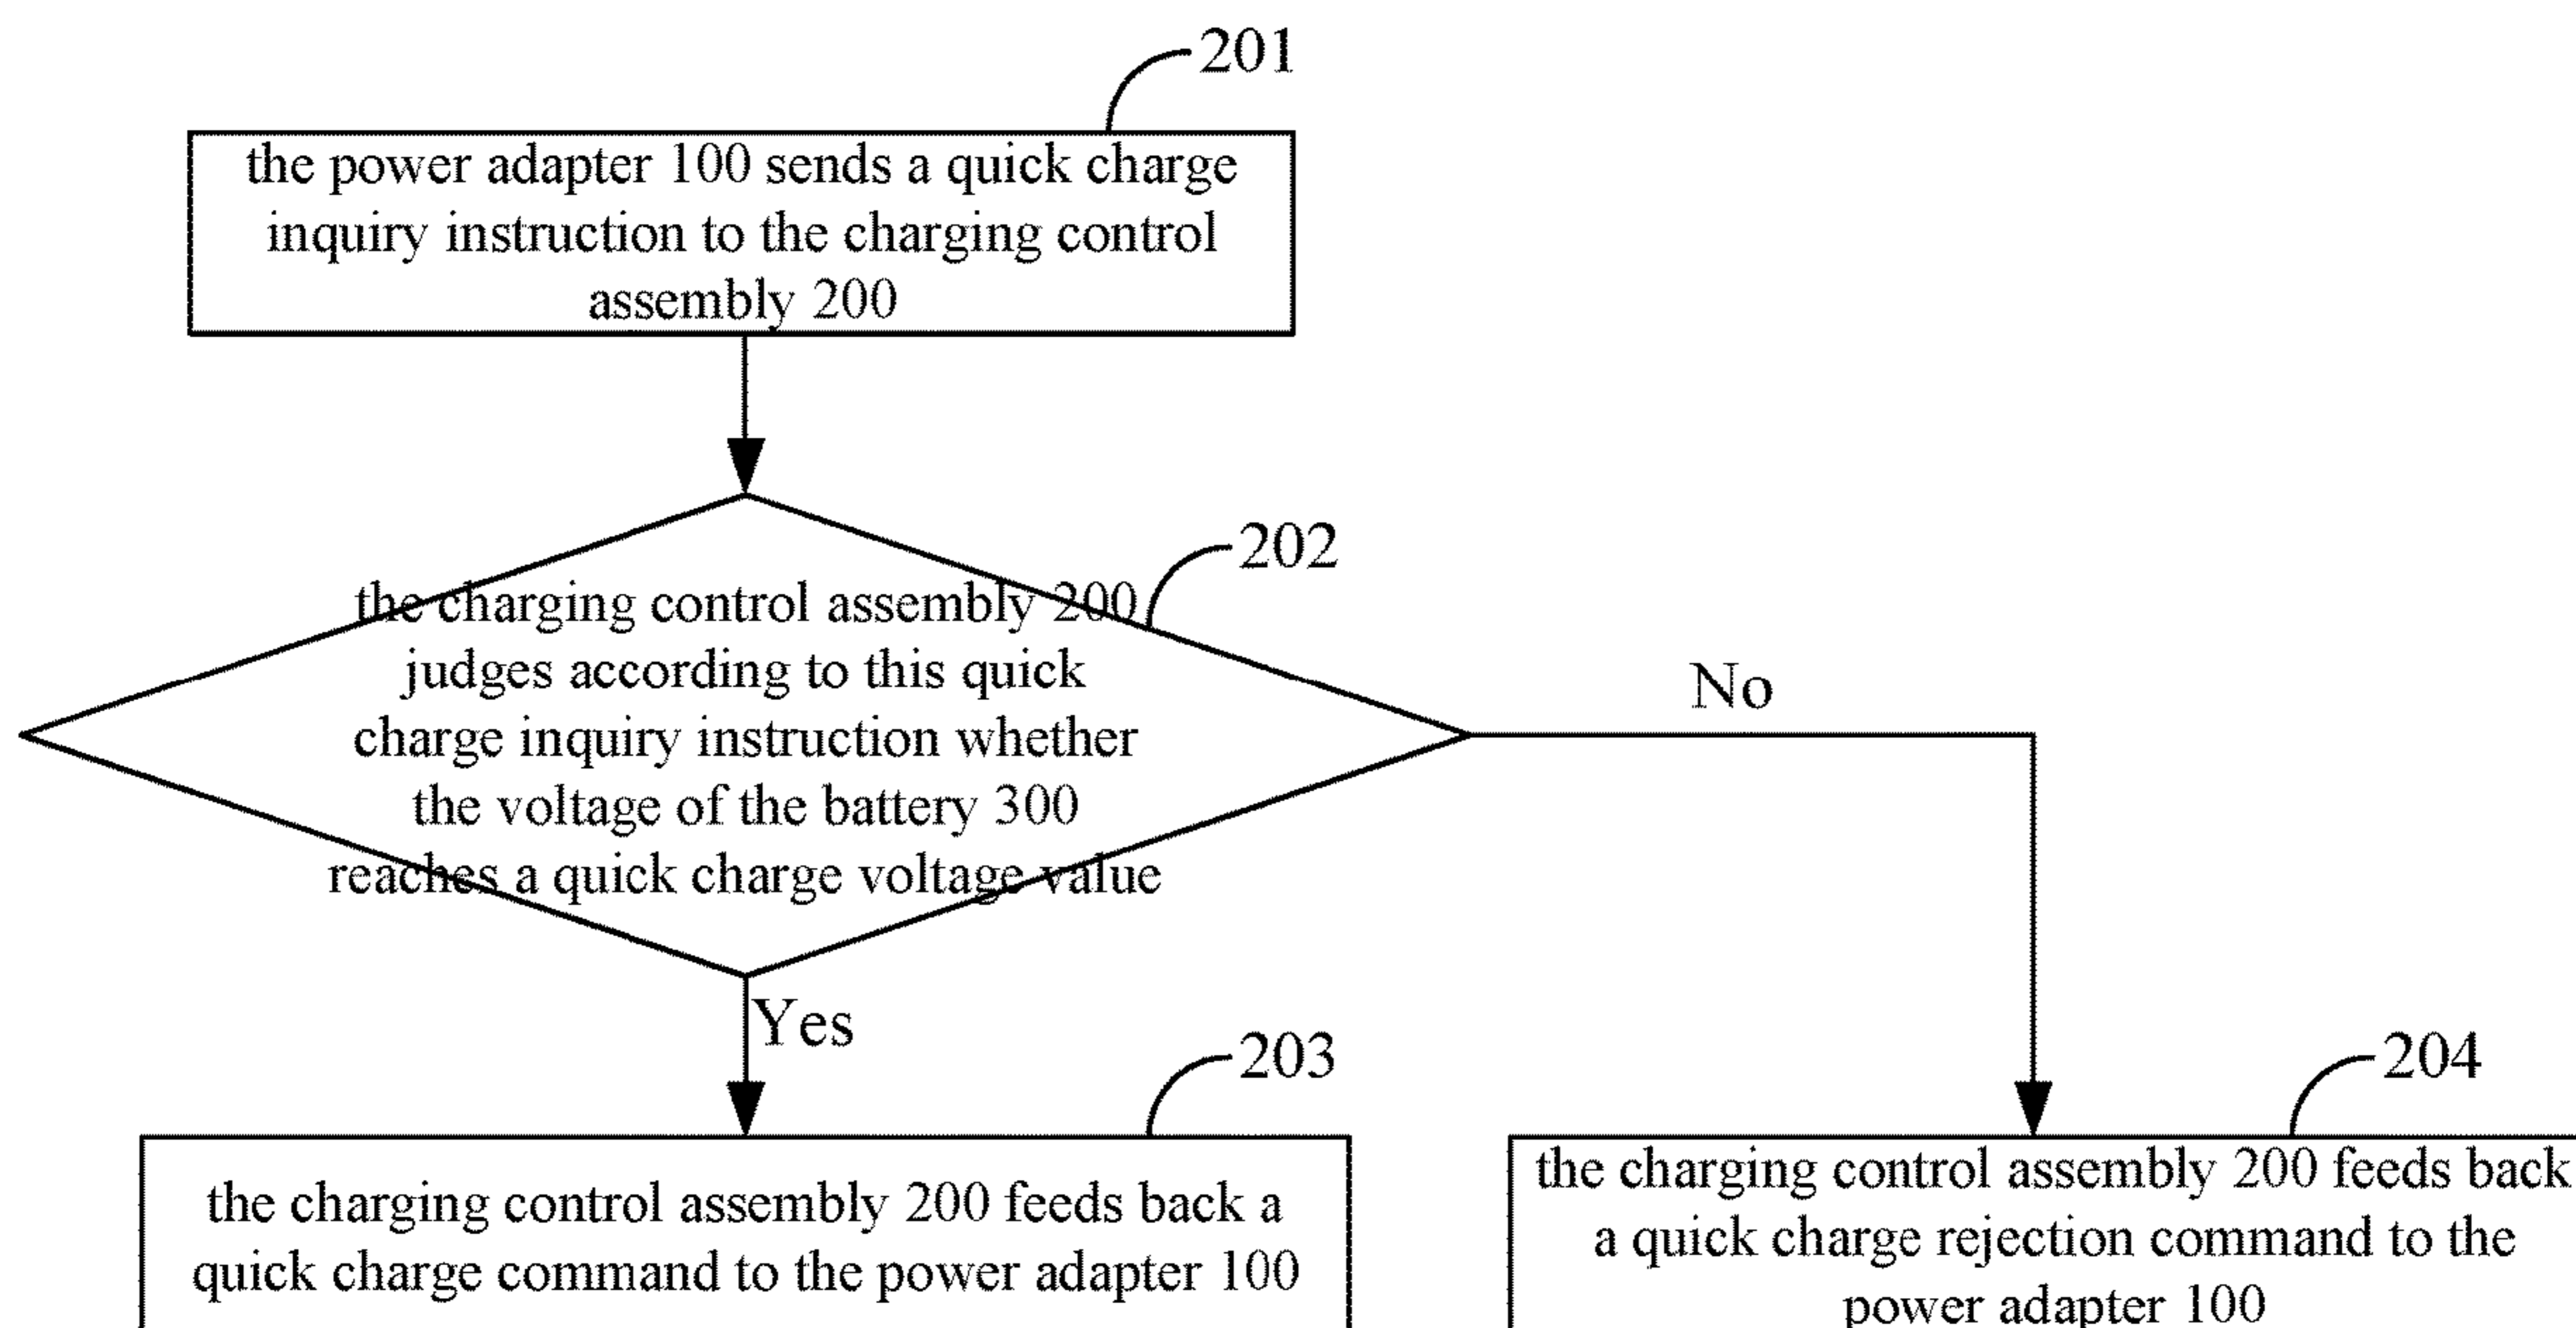 201
the power adapter 100 sends a quick charge
inquiry instruction to the charging control
assembly 200
202
the charging control assembly 200
judges according to this quick
charge inquiry instruction whether
the voltage of the battery 300
reaches a quick charge voltage value
No
Yes
203
the charging control assembly 200 feeds back a
quick charge command to the power adapter 100
204
the charging control assembly 200 feeds back
a quick charge rejection command to the
power adapter 100